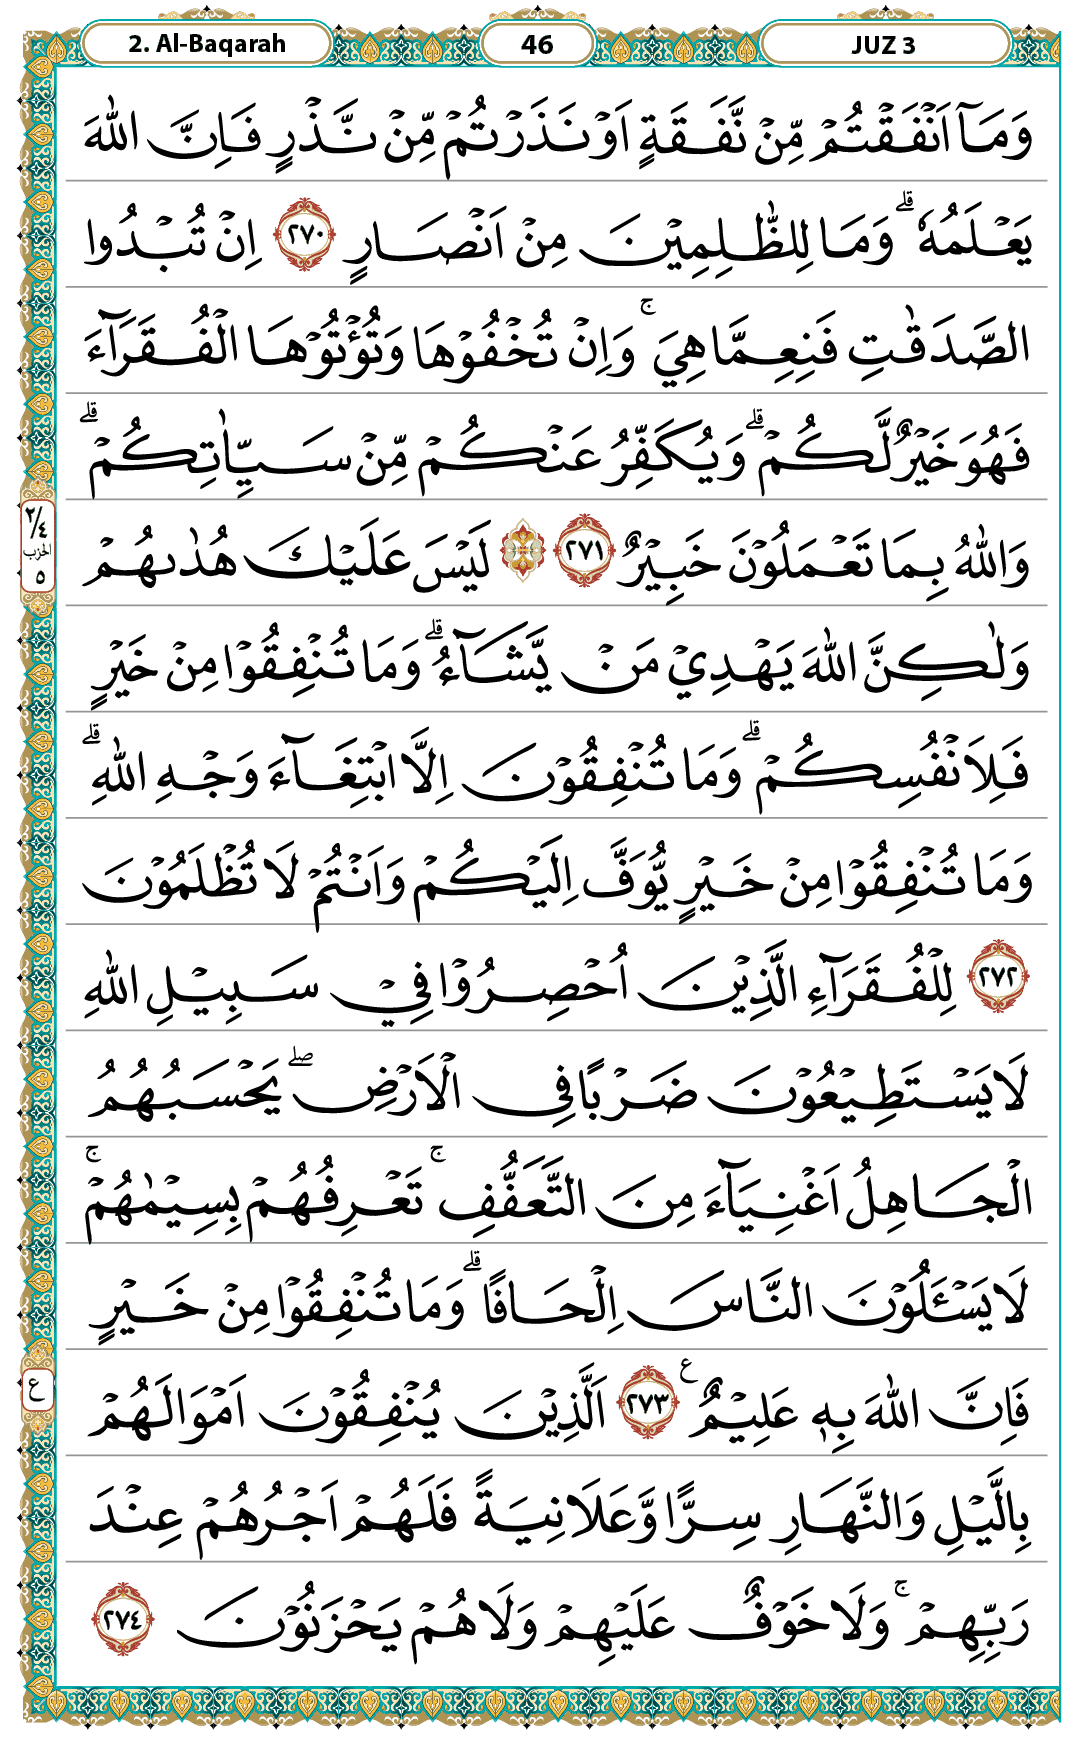 2. Al-Baqarah
46
JUZ 3
وَمَآ اَنْفَقْتُمْ مِّنْ نَّفَقَةٍ اَوْ نَذَرْتُمْ مِّنْ نَّذْرٍ فَاِنَّ اللّٰهَ
يَعْلَمُهٗ ۗ وَمَا لِلظّٰلِمِيْنَ مِنْ اَنْصَارٍ ٢٧٠ اِنْ تُبْدُوا
الصَّدَقٰتِ فَنِعِمَّا هِيَ ۚ وَاِنْ تُخْفُوْهَا وَتُؤْتُوْهَا الْفُقَرَآءَ
فَهُوَ خَيْرٌ لَّكُمْ ۗ وَيُكَفِّرُ عَنْكُمْ مِّنْ سَيِّاٰتِكُمْ ۗ
وَاللّٰهُ بِمَا تَعْمَلُوْنَ خَبِيْرٌ ٢٧١ ۞ لَيْسَ عَلَيْكَ هُدٰىهُمْ
وَلٰكِنَّ اللّٰهَ يَهْدِيْ مَنْ يَّشَآءُ ۗ وَمَا تُنْفِقُوْا مِنْ خَيْرٍ
فَلِاَنْفُسِكُمْ ۗ وَمَا تُنْفِقُوْنَ اِلَّا ابْتِغَآءَ وَجْهِ اللّٰهِ ۗ
وَمَا تُنْفِقُوْا مِنْ خَيْرٍ يُّوَفَّ اِلَيْكُمْ وَاَنْتُمْ لَا تُظْلَمُوْنَ
٢٧٢ لِلْفُقَرَآءِ الَّذِيْنَ اُحْصِرُوْا فِيْ سَبِيْلِ اللّٰهِ
لَا يَسْتَطِيْعُوْنَ ضَرْبًا فِى الْاَرْضِ ۖ يَحْسَبُهُمُ
الْجَاهِلُ اَغْنِيَآءَ مِنَ التَّعَفُّفِ ۚ تَعْرِفُهُمْ بِسِيْمٰهُمْ ۚ
لَا يَسْـَٔلُوْنَ النَّاسَ اِلْحَافًا ۗ وَمَا تُنْفِقُوْا مِنْ خَيْرٍ
فَاِنَّ اللّٰهَ بِهٖ عَلِيْمٌ ع ٢٧٣ اَلَّذِيْنَ يُنْفِقُوْنَ اَمْوَالَهُمْ
بِالَّيْلِ وَالنَّهَارِ سِرًّا وَّعَلَانِيَةً فَلَهُمْ اَجْرُهُمْ عِنْدَ
رَبِّهِمْ ۚ وَلَا خَوْفٌ عَلَيْهِمْ وَلَا هُمْ يَحْزَنُوْنَ ٢٧٤
٢/٤
الحزب
٥
ع